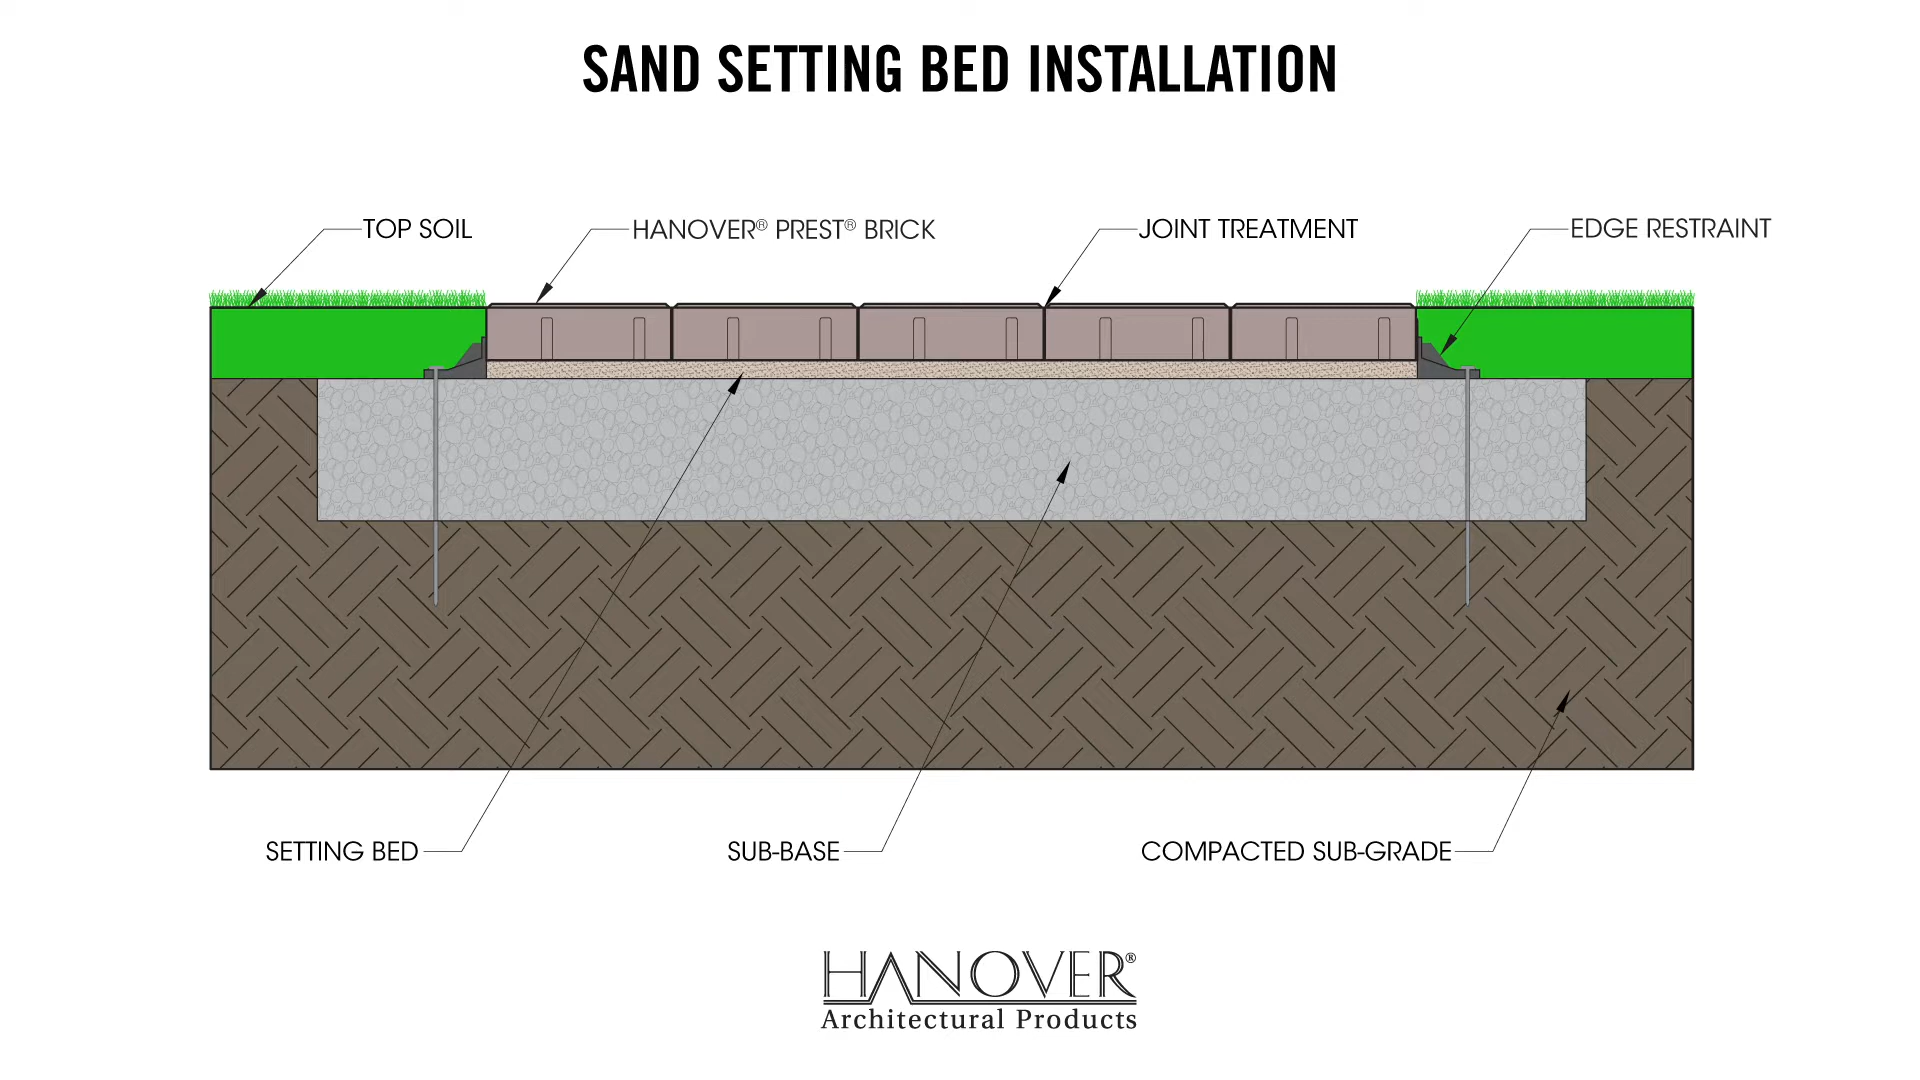 SAND SETTING BED INSTALLATION
TOP SOIL
HANOVER® PREST® BRICK
JOINT TREATMENT
EDGE RESTRAINT
SETTING BED
SUB-BASE
COMPACTED SUB-GRADE
HANOVER®
Architectural Products